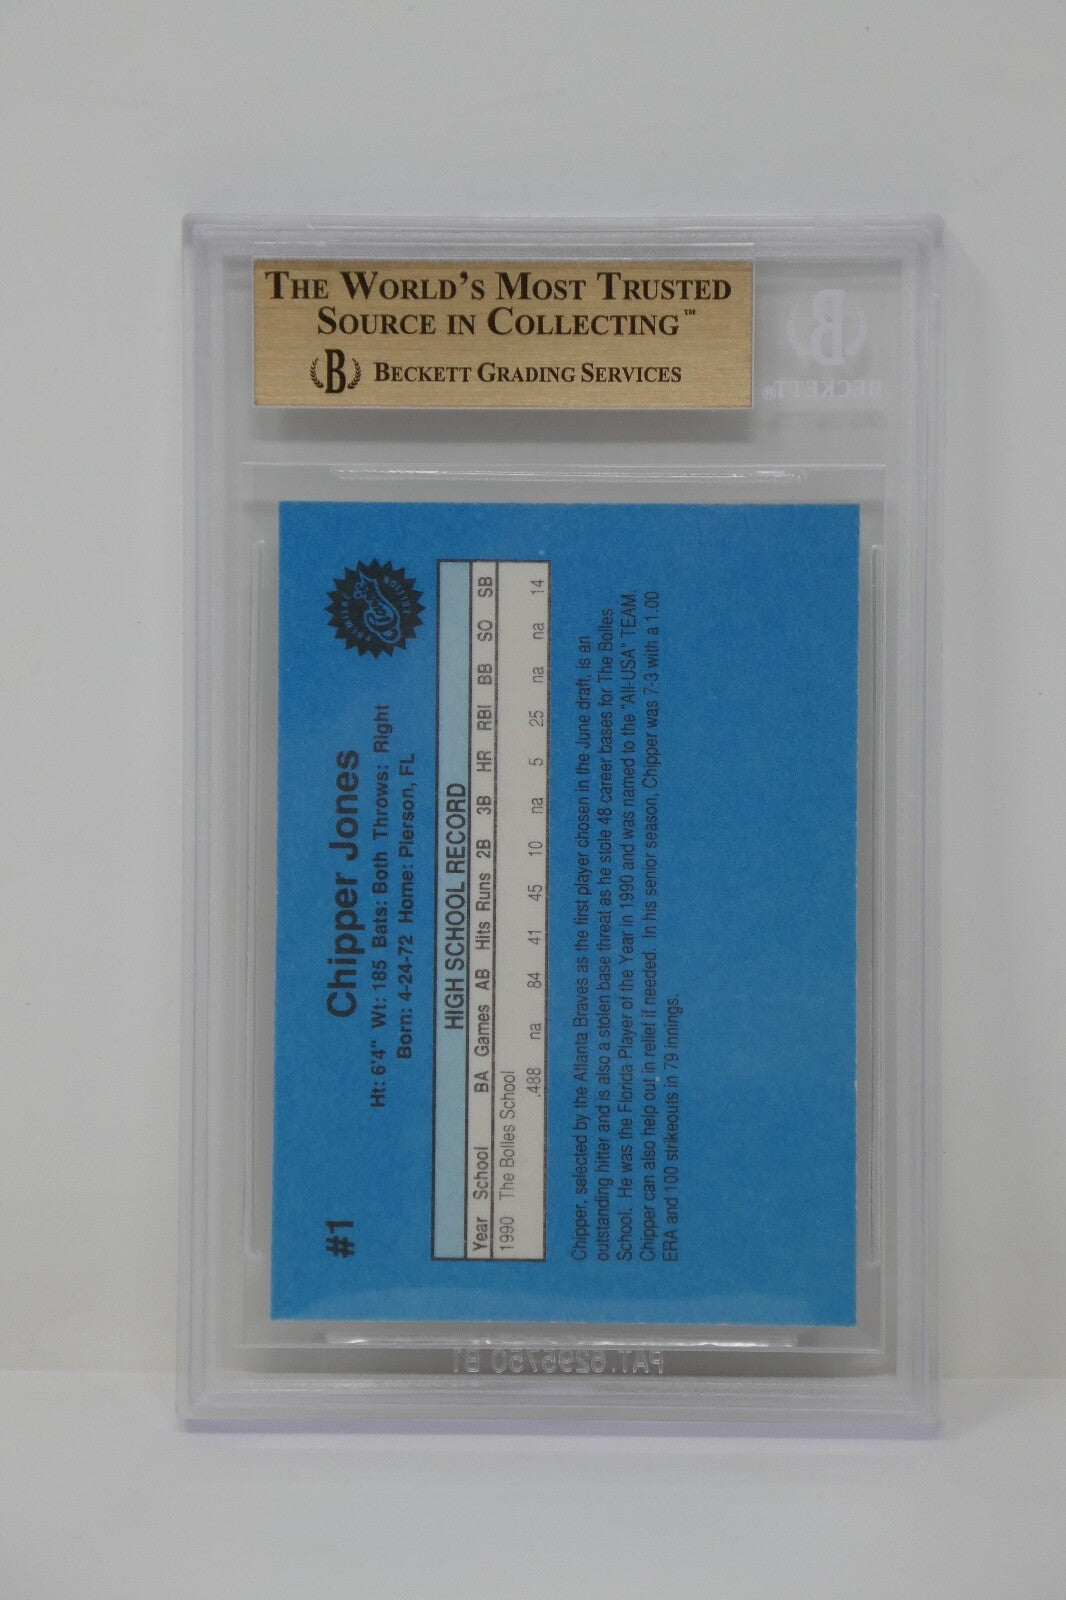 THE WORLD'S MOST TRUSTED
SOURCE IN COLLECTING™
B BECKETT GRADING SERVICES
B
BECKETT®
#1
Chipper Jones
Ht: 6'4" Wt: 185 Bats: Both Throws: Right
Born: 4-24-72 Home: Pierson, FL
PREMIERE
EDITION
HIGH SCHOOL RECORD
Year School BA Games AB Hits Runs 2B 3B HR RBI BB SO SB
1990 The Bolles School
.488 na 84 41 45 10 na 5 25 na na 14
Chipper, selected by the Atlanta Braves as the first player chosen in the June draft, is an
outstanding hitter and is also a stolen base threat as he stole 48 career bases for The Bolles
School. He was the Florida Player of the Year in 1990 and was named to the "All-USA" TEAM.
Chipper can also help out in relief if needed. In his senior season, Chipper was 7-3 with a 1.00
ERA and 100 strikeouts in 79 innings.
PAT.6295750 B1